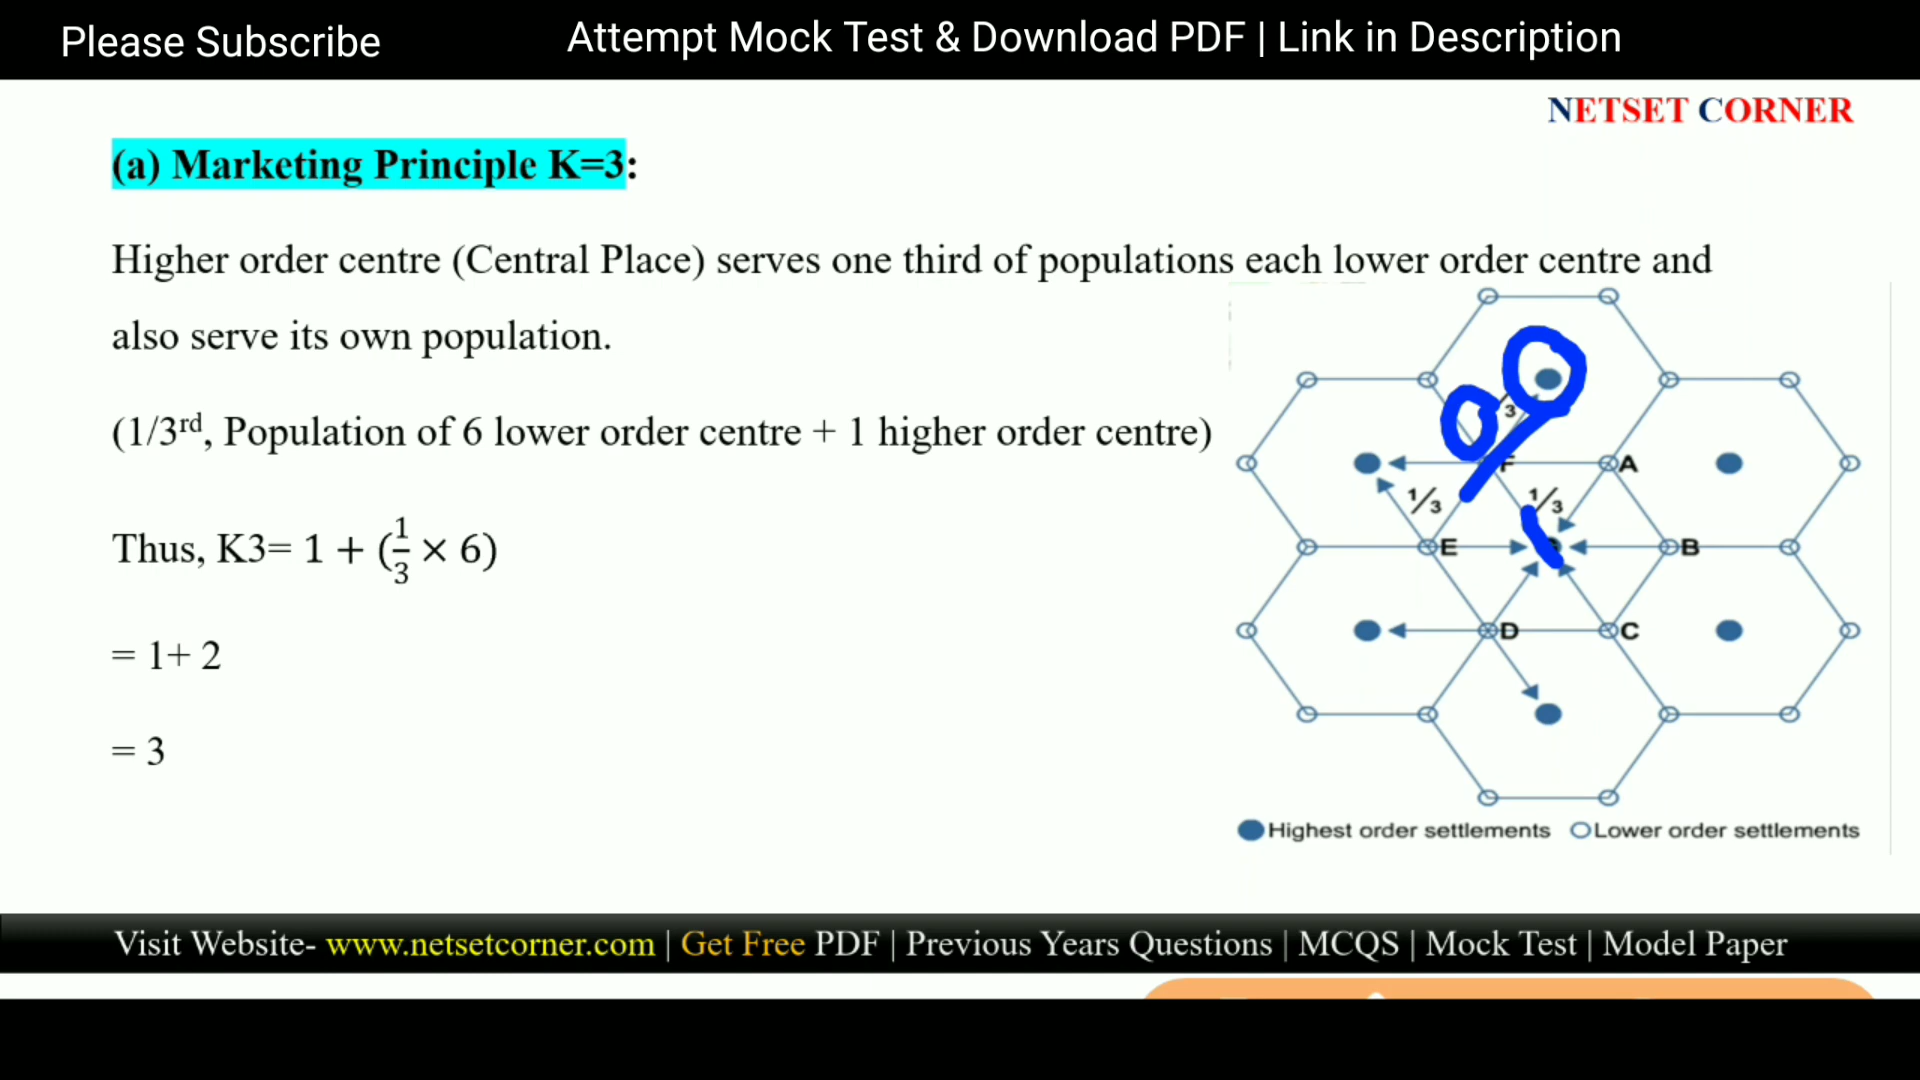 Please Subscribe
Attempt Mock Test & Download PDF | Link in Description
NETSET CORNER
(a) Marketing Principle K=3:
Higher order centre (Central Place) serves one third of populations each lower order centre and
also serve its own population.
(1/3rd, Population of 6 lower order centre + 1 higher order centre)
Thus, K3= 1 + (1/3 × 6)
= 1+ 2
= 3
3
F
A
1/3
1/3
E
B
D
C
Highest order settlements
Lower order settlements
Visit Website- www.netsetcorner.com | Get Free PDF | Previous Years Questions | MCQS | Mock Test | Model Paper